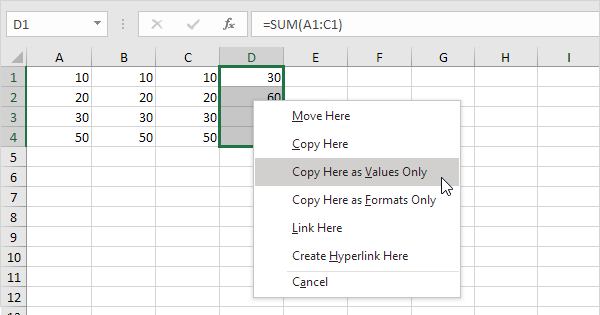 D1 fx =SUM(A1:C1)
A B C D E F G H I
1 10 10 10 30
2 20 20 20 60
3 30 30 30
4 50 50 50
5
6
7
8
9
10
11
12
Move Here
Copy Here
Copy Here as Values Only
Copy Here as Formats Only
Link Here
Create Hyperlink Here
Cancel